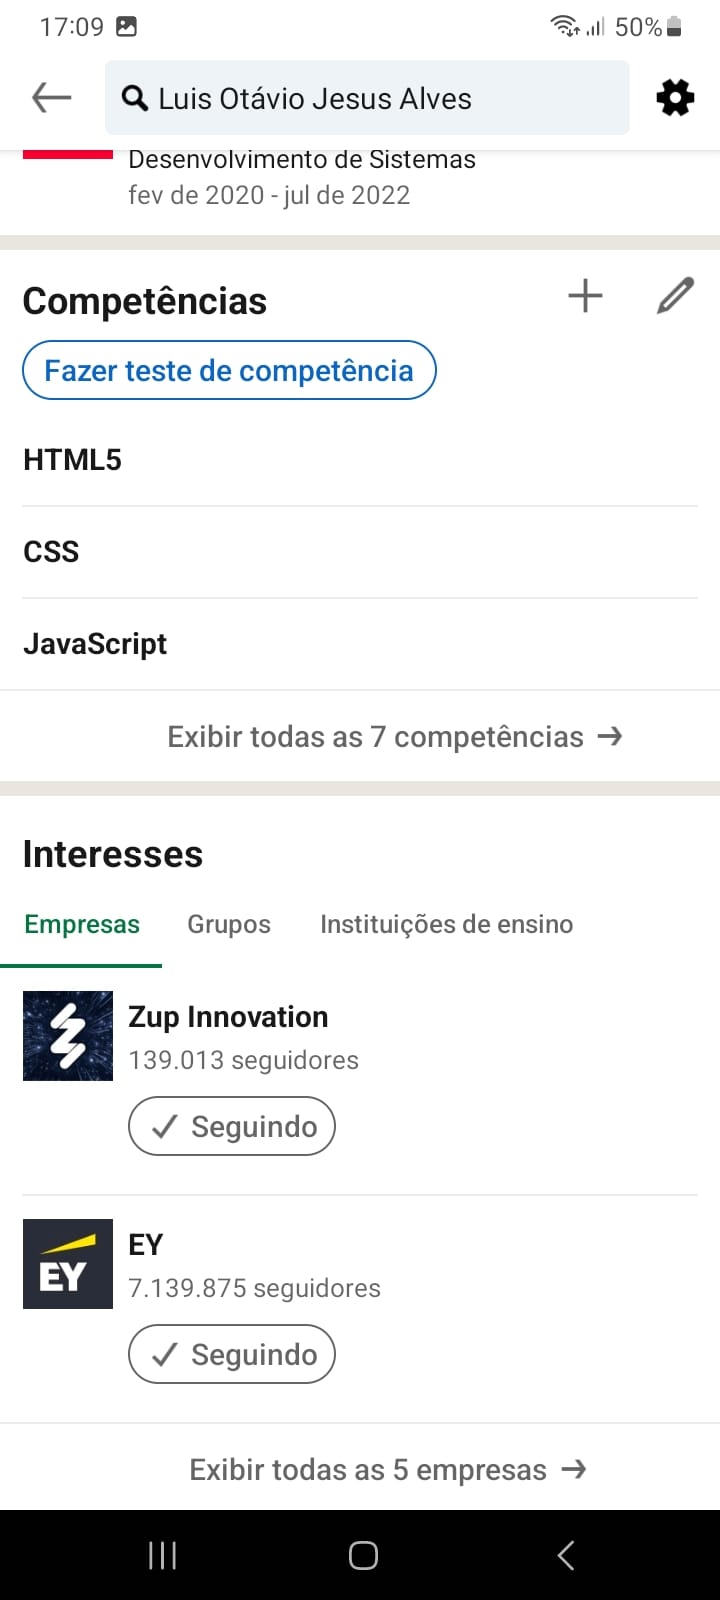 17:09 50%
Luis Otávio Jesus Alves
Desenvolvimento de Sistemas
fev de 2020 - jul de 2022
Competências
Fazer teste de competência
HTML5
CSS
JavaScript
Exibir todas as 7 competências →
Interesses
Empresas Grupos Instituições de ensino
Zup Innovation
139.013 seguidores
✓ Seguindo
EY
EY
7.139.875 seguidores
✓ Seguindo
Exibir todas as 5 empresas →